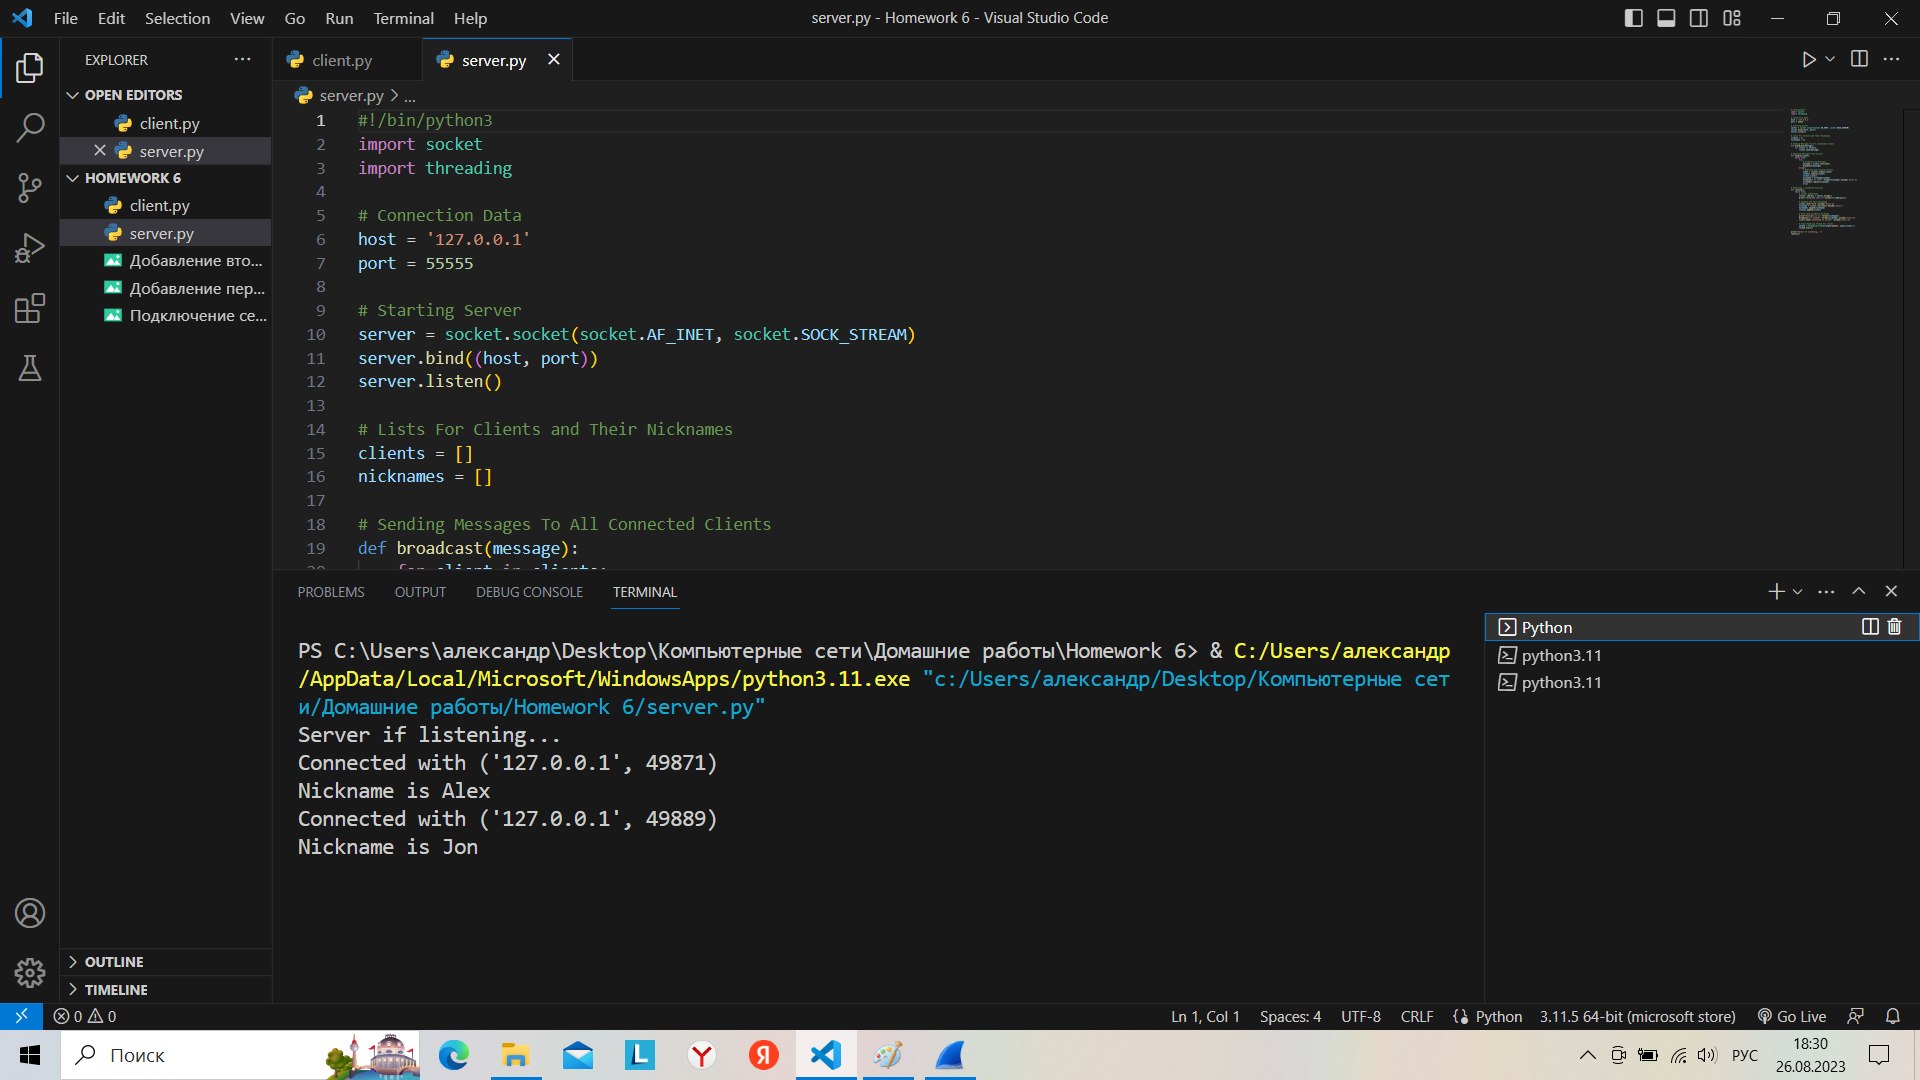 File Edit Selection View Go Run Terminal Help
server.py - Homework 6 - Visual Studio Code
EXPLORER
OPEN EDITORS
client.py
server.py
HOMEWORK 6
client.py
server.py
Добавление вто...
Добавление пер...
Подключение се...
OUTLINE
TIMELINE
client.py server.py
server.py > ...
1 #!/bin/python3
2 import socket
3 import threading
4
5 # Connection Data
6 host = '127.0.0.1'
7 port = 55555
8
9 # Starting Server
10 server = socket.socket(socket.AF_INET, socket.SOCK_STREAM)
11 server.bind((host, port))
12 server.listen()
13
14 # Lists For Clients and Their Nicknames
15 clients = []
16 nicknames = []
17
18 # Sending Messages To All Connected Clients
19 def broadcast(message):
20 for client in clients:
PROBLEMS OUTPUT DEBUG CONSOLE TERMINAL
PS C:\Users\александр\Desktop\Компьютерные сети\Домашние работы\Homework 6> & C:/Users/александр
/AppData/Local/Microsoft/WindowsApps/python3.11.exe "c:/Users/александр/Desktop/Компьютерные сет
и/Домашние работы/Homework 6/server.py"
Server if listening...
Connected with ('127.0.0.1', 49871)
Nickname is Alex
Connected with ('127.0.0.1', 49889)
Nickname is Jon
Python
python3.11
python3.11
0 0
Ln 1, Col 1 Spaces: 4 UTF-8 CRLF Python 3.11.5 64-bit (microsoft store) Go Live
Поиск
РУС
18:30
26.08.2023